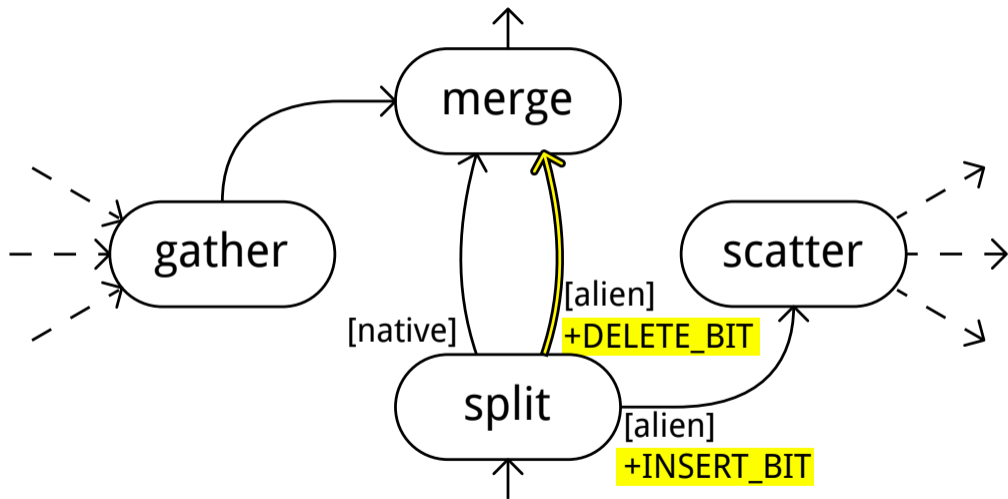 merge
gather
scatter
[alien]
[native]
+DELETE_BIT
split
[alien]
+INSERT_BIT